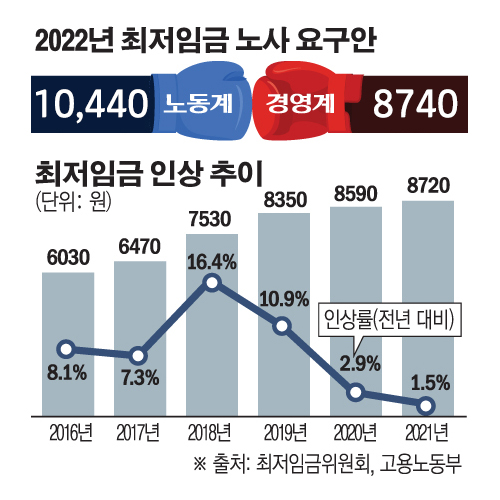 2022년 최저임금 노사 요구안
10,440 노동계 경영계 8740
최저임금 인상 추이
(단위: 원)
6030 6470 7530 8350 8590 8720
8.1% 7.3% 16.4% 10.9% 2.9% 1.5%
인상률(전년 대비)
2016년 2017년 2018년 2019년 2020년 2021년
※ 출처: 최저임금위원회, 고용노동부